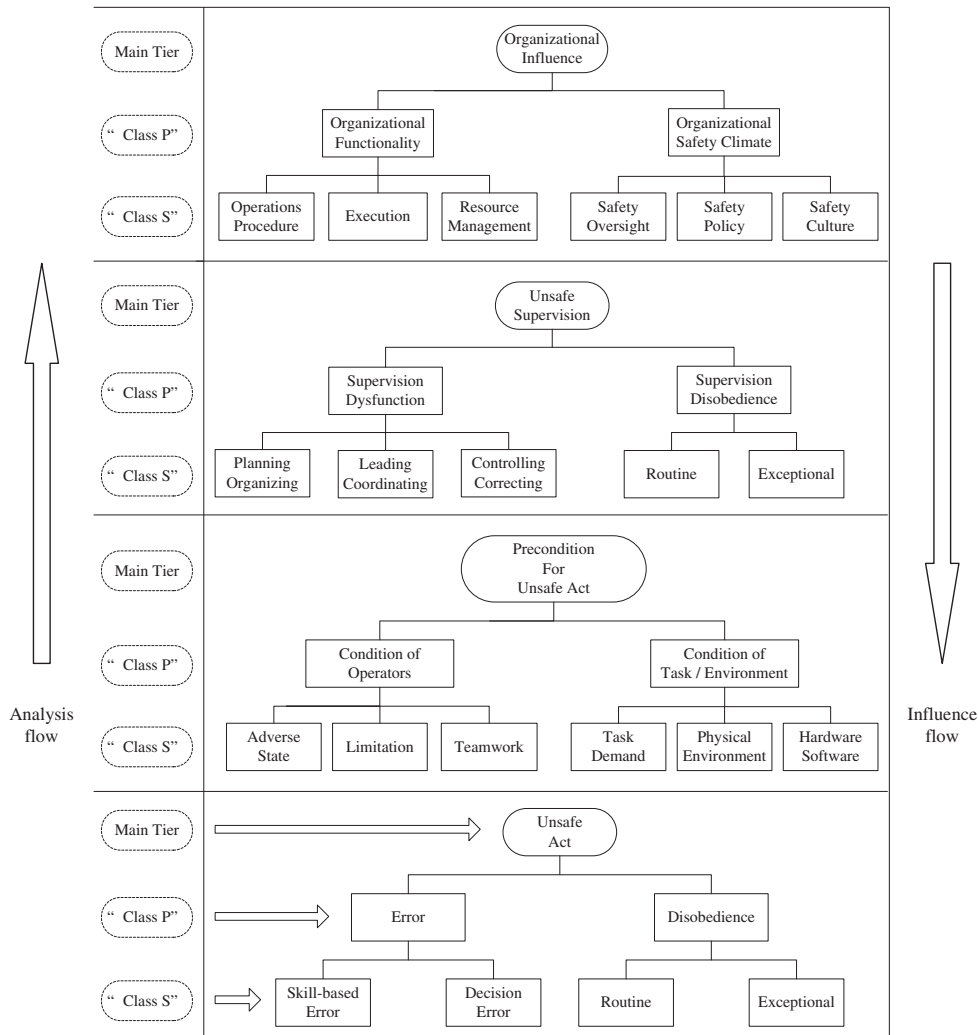 Main Tier
Organizational
Influence
“ Class P”
Organizational
Functionality
Organizational
Safety Climate
“ Class S”
Operations
Procedure
Execution
Resource
Management
Safety
Oversight
Safety
Policy
Safety
Culture
Main Tier
Unsafe
Supervision
“ Class P”
Supervision
Dysfunction
Supervision
Disobedience
“ Class S”
Planning
Organizing
Leading
Coordinating
Controlling
Correcting
Routine
Exceptional
Main Tier
Precondition
For
Unsafe Act
“ Class P”
Condition of
Operators
Condition of
Task / Environment
Analysis
flow
Influence
flow
“ Class S”
Adverse
State
Limitation
Teamwork
Task
Demand
Physical
Environment
Hardware
Software
Main Tier
Unsafe
Act
“ Class P”
Error
Disobedience
“ Class S”
Skill-based
Error
Decision
Error
Routine
Exceptional